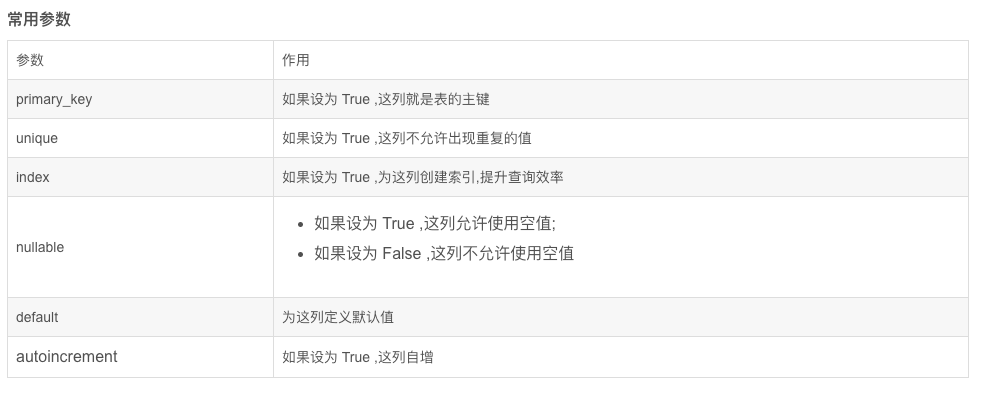 常用参数
参数 作用
primary_key 如果设为 True ,这列就是表的主键
unique 如果设为 True ,这列不允许出现重复的值
index 如果设为 True ,为这列创建索引,提升查询效率
nullable
• 如果设为 True ,这列允许使用空值;
• 如果设为 False ,这列不允许使用空值
default 为这列定义默认值
autoincrement 如果设为 True ,这列自增